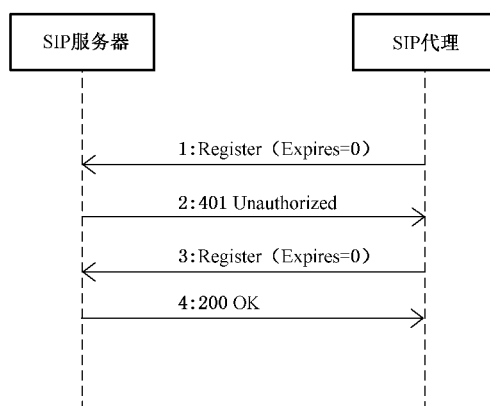 SIP服务器
SIP代理
1:Register（Expires=0）
2:401 Unauthorized
3:Register（Expires=0）
4:200 OK